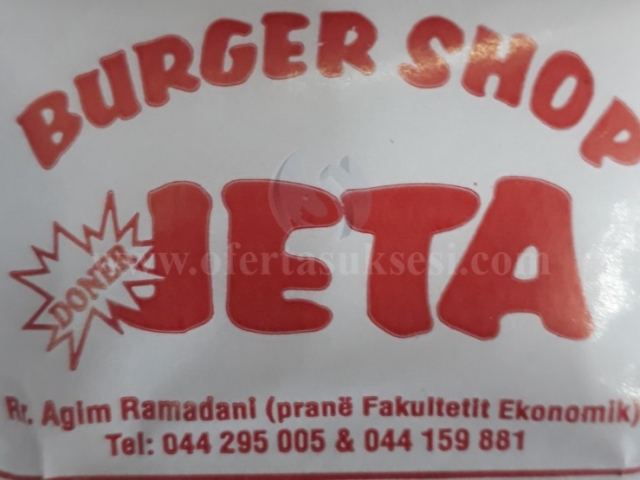 BURGER SHOP
JETA
DONER
www.ofertasuksesi.com
Rr. Agim Ramadani (pranë Fakultetit Ekonomik)
Tel: 044 295 005 & 044 159 881